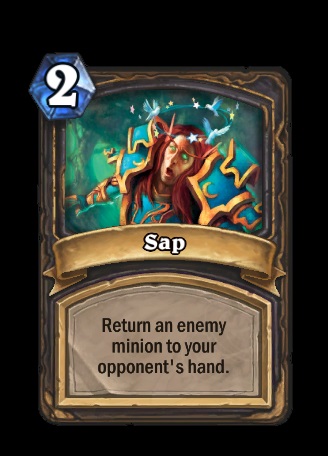 2
Sap
Return an enemy
minion to your
opponent's hand.